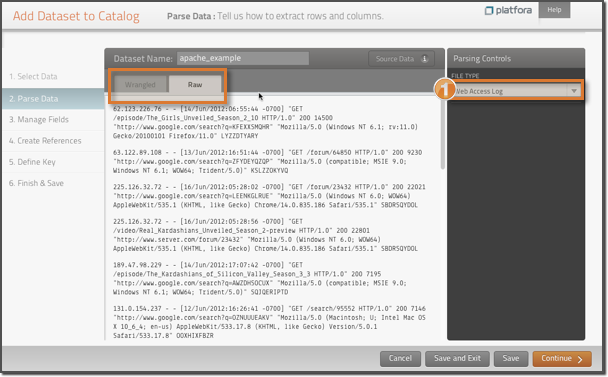 Add Dataset to Catalog
Parse Data : Tell us how to extract rows and columns.
platfora
Help
1. Select Data
2. Parse Data
3. Manage Fields
4. Create References
5. Define Key
6. Finish & Save
Dataset Name: apache_example
Source Data
Wrangled
Raw
62.123.226.76 - - [14/Jun/2012:06:55:44 -0700] "GET
/episode/The_Girls_Unveiled_Season_2_10 HTTP/1.0" 200 14500
"http://www.google.com/search?q=KFEXXSMQHR" "Mozilla/5.0 (Windows NT 6.1; rv:11.0)
Gecko/20100101 Firefox/11.0" LYZZDTYARY
63.122.89.108 - - [13/Jun/2012:16:51:44 -0700] "GET /forum/64850 HTTP/1.0" 200 9230
"http://www.google.com/search?q=ZFYDEYQZQP" "Mozilla/5.0 (compatible; MSIE 9.0;
Windows NT 6.1; WOW64; Trident/5.0)" KSLZZOKYVQ
225.126.32.72 - - [16/Jun/2012:05:28:02 -0700] "GET /forum/23432 HTTP/1.0" 200 22021
"http://www.google.com/search?q=LEENKGLRUE" "Mozilla/5.0 (Windows NT 6.0; WOW64)
AppleWebKit/535.1 (KHTML, like Gecko) Chrome/14.0.835.186 Safari/535.1" SBDRSQYDOL
225.126.32.72 - - [16/Jun/2012:05:28:56 -0700] "GET
/video/Real_Kardashians_Unveiled_Season_2-preview HTTP/1.0" 200 22801
"http://www.server.com/forum/23432" "Mozilla/5.0 (Windows NT 6.0; WOW64)
AppleWebKit/535.1 (KHTML, like Gecko) Chrome/14.0.835.186 Safari/535.1" SBDRSQYDOL
189.47.98.229 - - [14/Jun/2012:17:07:42 -0700] "GET
/episode/The_Kardashians_of_Silicon_Valley_Season_3_3 HTTP/1.0" 200 7195
"http://www.google.com/search?q=AWZDHSOCUX" "Mozilla/5.0 (compatible; MSIE 9.0;
Windows NT 6.1; WOW64; Trident/5.0)" SQJQERIPTD
131.0.154.237 - - [12/Jun/2012:16:26:41 -0700] "GET /search/95552 HTTP/1.0" 200 7146
"http://www.google.com/search?q=OZNUUUEAKV" "Mozilla/5.0 (Macintosh; U; Intel Mac OS
X 10_6_4; en-us) AppleWebKit/533.17.8 (KHTML, like Gecko) Version/5.0.1
Safari/533.17.8" OOXHIXFBZR
Parsing Controls
FILE TYPE
1
Web Access Log
Cancel
Save and Exit
Save
Continue